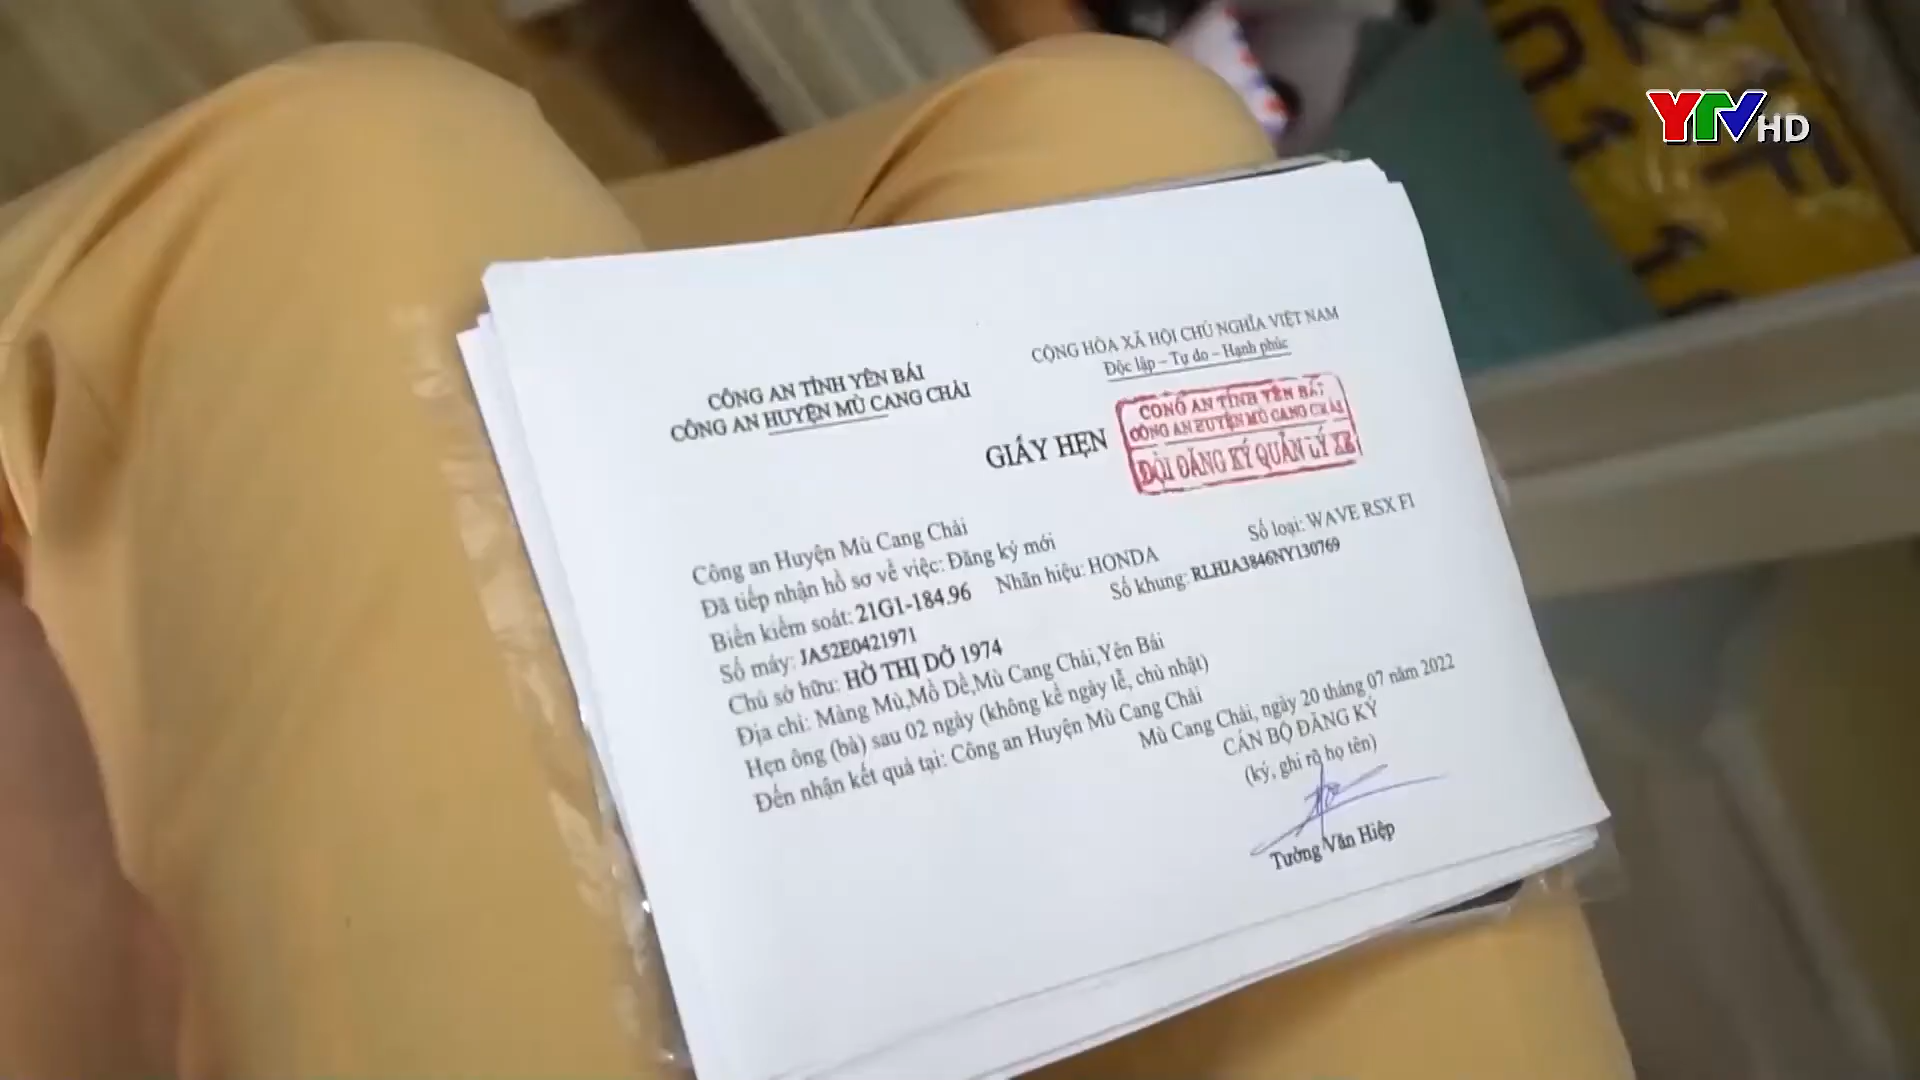 YTV HD
CÔNG AN TỈNH YÊN BÁI
CÔNG AN HUYỆN MÙ CANG CHẢI
CỘNG HÒA XÃ HỘI CHỦ NGHĨA VIỆT NAM
Độc lập – Tự do – Hạnh phúc
GIẤY HẸN
CÔNG AN TỈNH YÊN BÁI
CÔNG AN HUYỆN MÙ CANG CHẢI
ĐỘI ĐĂNG KÝ QUẢN LÝ XE
Công an Huyện Mù Cang Chải
Đã tiếp nhận hồ sơ về việc: Đăng ký mới
Biển kiểm soát: 21G1-184.96 Nhãn hiệu: HONDA Số loại: WAVE RSX FI
Số máy: JA52E0421971 Số khung: RLHJA3846NY130769
Chủ sở hữu: HỜ THỊ DỞ 1974
Địa chỉ: Màng Mủ,Mồ Dề,Mù Cang Chải,Yên Bái
Hẹn ông (bà) sau 02 ngày (không kể ngày lễ, chủ nhật)
Đến nhận kết quả tại: Công an Huyện Mù Cang Chải
Mù Cang Chải, ngày 20 tháng 07 năm 2022
CÁN BỘ ĐĂNG KÝ
(ký, ghi rõ họ tên)
Tưởng Văn Hiệp